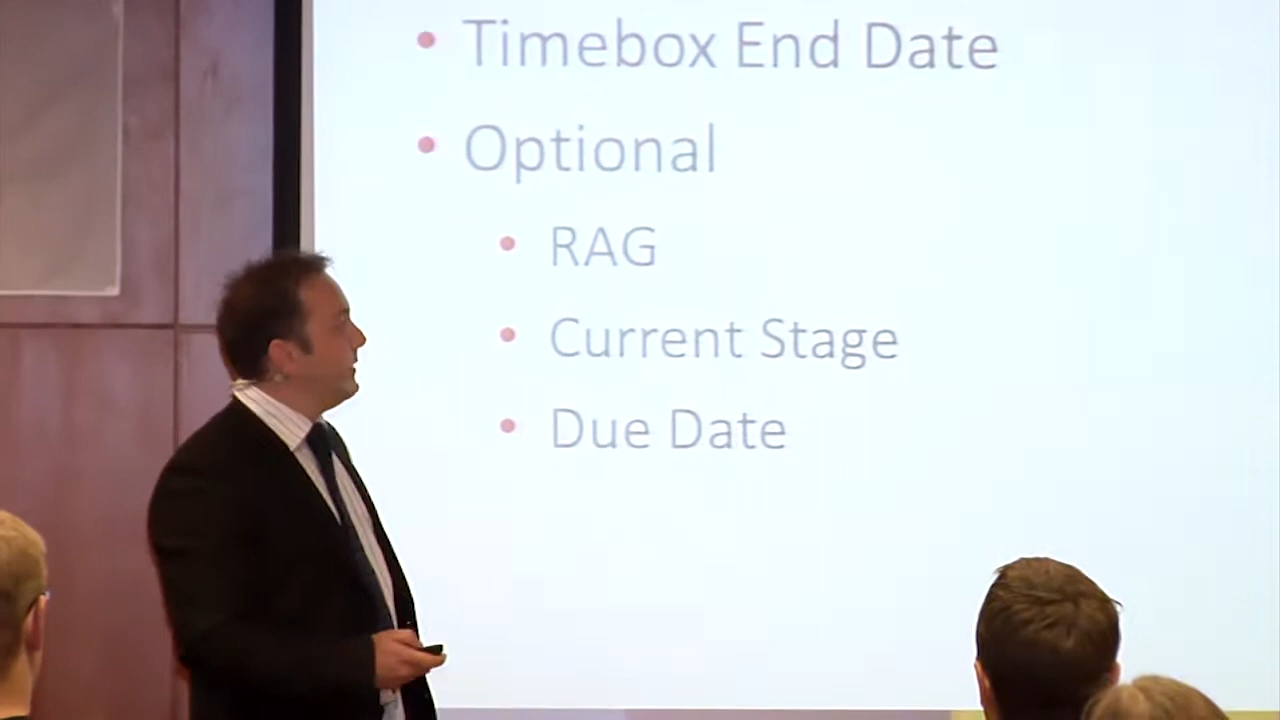 • Timebox End Date
• Optional
• RAG
• Current Stage
• Due Date